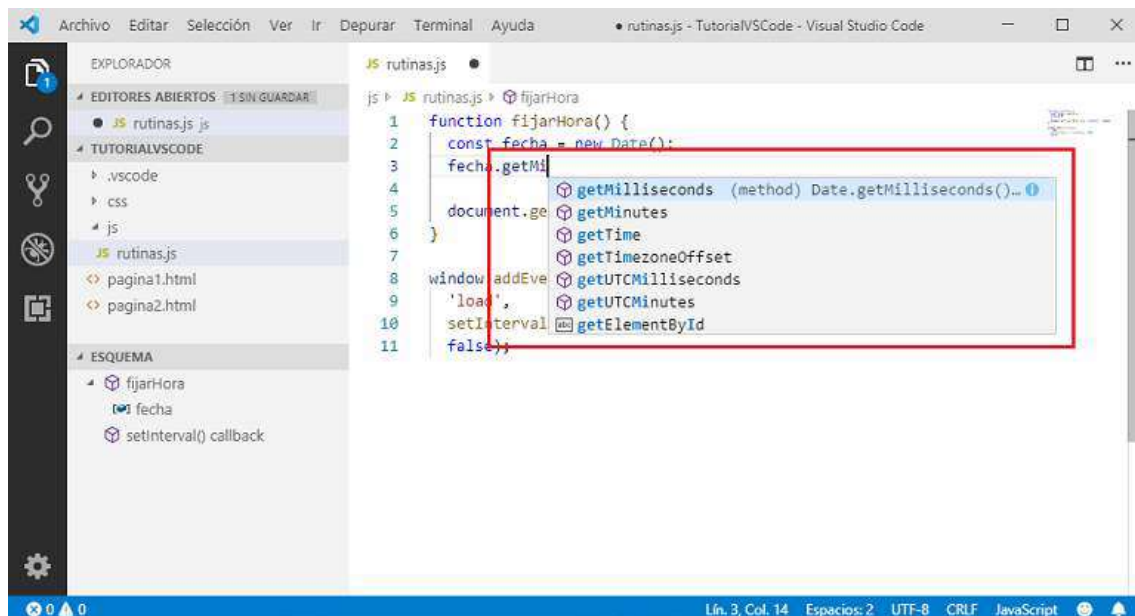 Archivo Editar Selección Ver Ir Depurar Terminal Ayuda ● rutinas.js - TutorialVSCode - Visual Studio Code
EXPLORADOR
EDITORES ABIERTOS 1 SIN GUARDAR
● JS rutinas.js js
TUTORIALVSCODE
.vscode
css
js
JS rutinas.js
<> pagina1.html
<> pagina2.html
ESQUEMA
fijarHora
fecha
setInterval() callback
1
JS rutinas.js ●
js JS rutinas.js fijarHora
1 function fijarHora() {
2 const fecha = new Date();
3 fecha.getMi
4
5 document.ge
6 }
7
8 window.addEve
9 'load',
10 setInterval
11 false);
getMilliseconds (method) Date.getMilliseconds()…
getMinutes
getTime
getTimezoneOffset
getUTCMilliseconds
getUTCMinutes
abc getElementById
0 0 Lín. 3, Col. 14 Espacios: 2 UTF-8 CRLF JavaScript